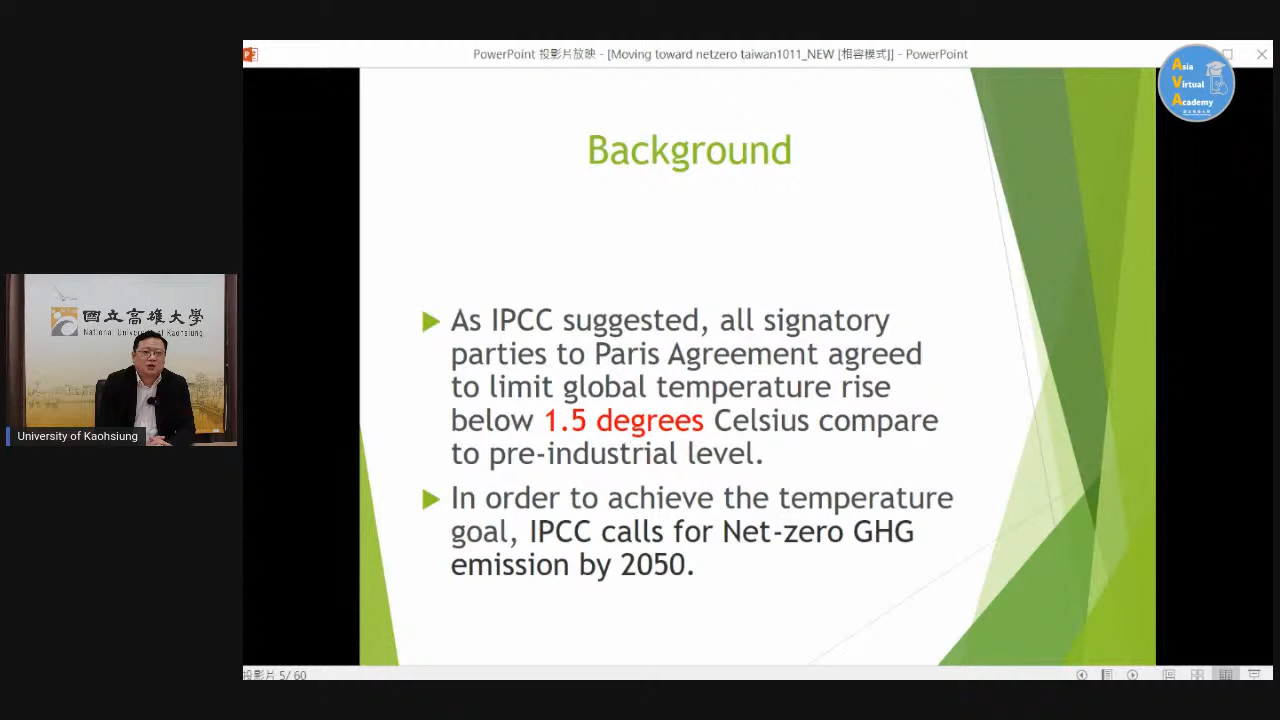 PowerPoint 投影片放映 - [Moving toward netzero taiwan1011_NEW [相容模式]] - PowerPoint
Asia
Virtual
Academy
Background
As IPCC suggested, all signatory
parties to Paris Agreement agreed
to limit global temperature rise
below 1.5 degrees Celsius compare
to pre-industrial level.
In order to achieve the temperature
goal, IPCC calls for Net-zero GHG
emission by 2050.
國立高雄大學
National University of Kaohsiung
University of Kaohsiung
投影片 5/ 60